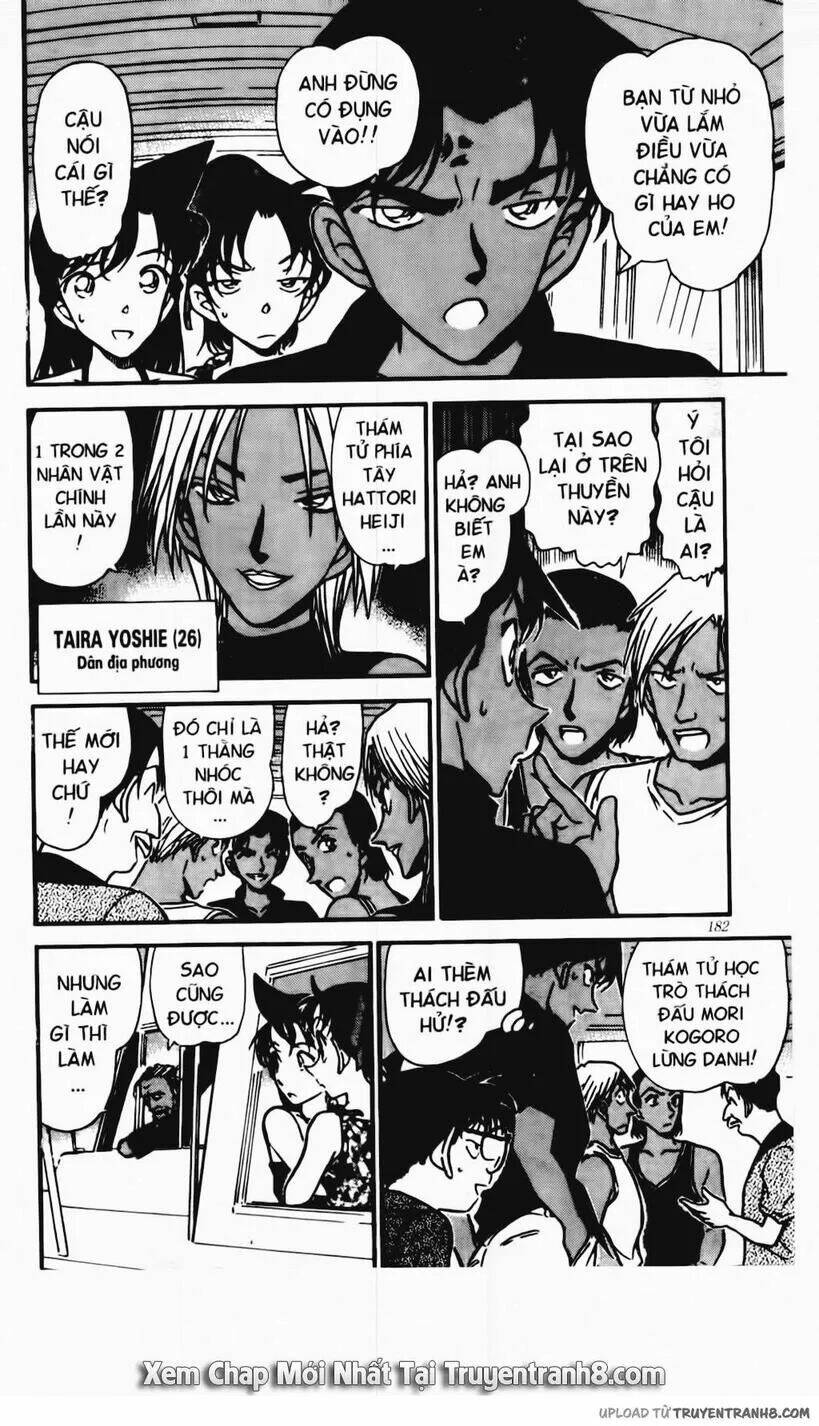 BẠN TỪ NHỎ
VỪA LẮM
ĐIỀU VỪA
CHẲNG CÓ
GÌ HAY HO
CỦA EM!
ANH ĐỪNG
CÓ ĐỤNG
VÀO!!
CẬU
NÓI
CÁI GÌ
THẾ?
Ý
TÔI
HỎI
CẬU
LÀ
AI?
TẠI SAO
LẠI Ở TRÊN
THUYỀN
NÀY?
HẢ? ANH
KHÔNG
BIẾT
EM
À?
THÁM
TỬ PHÍA
TÂY
HATTORI
HEIJI
...
1 TRONG 2
NHÂN VẬT
CHÍNH
LẦN NÀY
!
TAIRA YOSHIE (26)
Dân địa phương
HẢ?
THẬT
KHÔNG
?
ĐÓ CHỈ LÀ
1 THẰNG
NHÓC
THÔI MÀ
...
THẾ MỚI
HAY
CHỨ
!
182
THÁM TỬ HỌC
TRÒ THÁCH
ĐẤU MORI
KOGORO
LỪNG DANH!
AI THÈM
THÁCH ĐẤU
HỬ!?
SAO
CŨNG
ĐƯỢC...
NHƯNG
LÀM
GÌ THÌ
LÀM
...
Xem Chap Mới Nhất Tại Truyentranh8.com
UPLOAD TỪ TRUYENTRANH8.COM